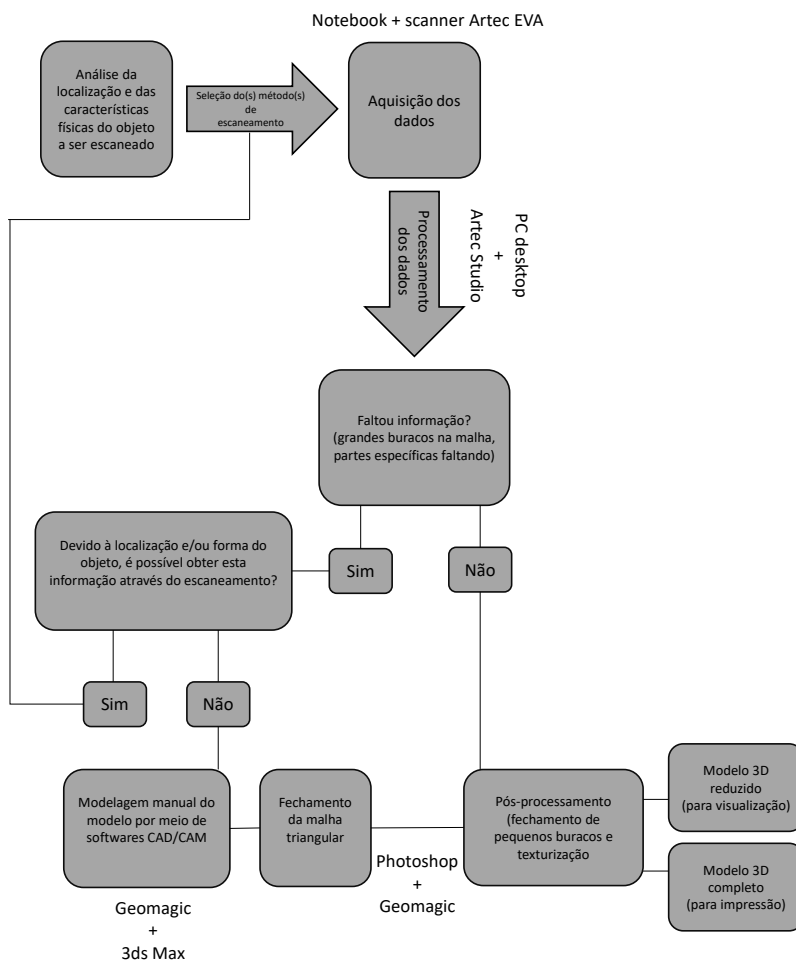 Notebook + scanner Artec EVA
Análise da
localização e das
características
físicas do objeto
a ser escaneado
Seleção do(s) método(s)
de
escaneamento
Aquisição dos
dados
Processamento
dos dados
PC desktop
+
Artec Studio
Faltou informação?
(grandes buracos na malha,
partes específicas faltando)
Sim
Não
Devido à localização e/ou forma do
objeto, é possível obter esta
informação através do escaneamento?
Sim
Não
Modelagem manual do
modelo por meio de
softwares CAD/CAM
Geomagic
+
3ds Max
Fechamento
da malha
triangular
Photoshop
+
Geomagic
Pós-processamento
(fechamento de
pequenos buracos e
texturização
Modelo 3D
reduzido
(para visualização)
Modelo 3D
completo
(para impressão)